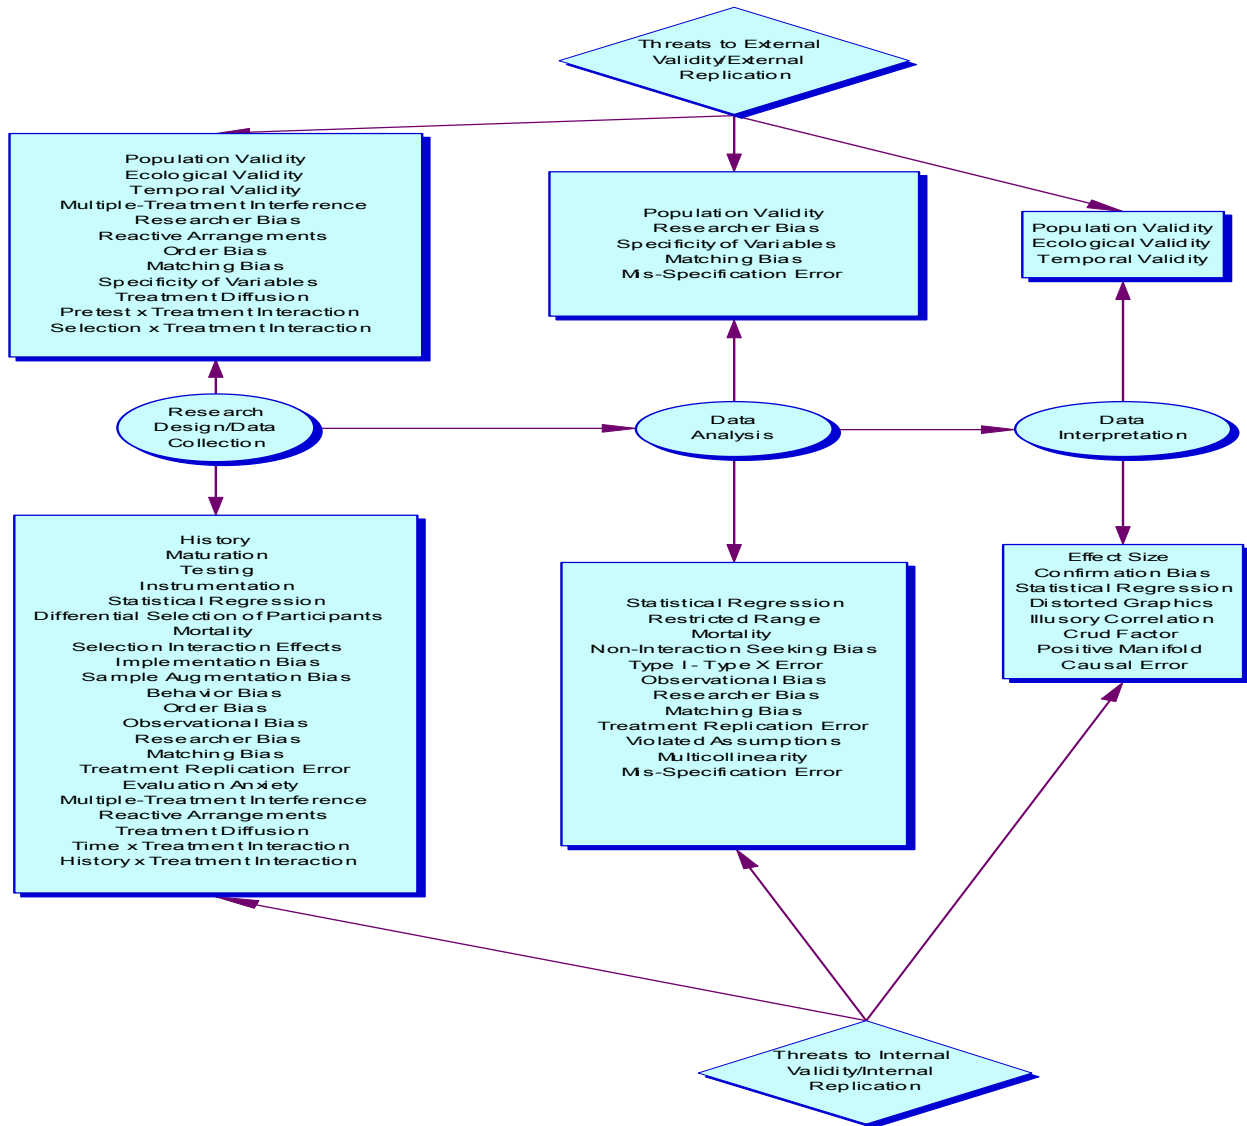 Threats to External
Validity/External
Replication
Population Validity
Ecological Validity
Temporal Validity
Multiple-Treatment Interference
Researcher Bias
Reactive Arrangements
Order Bias
Matching Bias
Specificity of Variables
Treatment Diffusion
Pretest x Treatment Interaction
Selection x Treatment Interaction
Population Validity
Researcher Bias
Specificity of Variables
Matching Bias
Mis-Specification Error
Population Validity
Ecological Validity
Temporal Validity
Research
Design/Data
Collection
Data
Analysis
Data
Interpretation
History
Maturation
Testing
Instrumentation
Statistical Regression
Differential Selection of Participants
Mortality
Selection Interaction Effects
Implementation Bias
Sample Augmentation Bias
Behavior Bias
Order Bias
Observational Bias
Researcher Bias
Matching Bias
Treatment Replication Error
Evaluation Anxiety
Multiple-Treatment Interference
Reactive Arrangements
Treatment Diffusion
Time x Treatment Interaction
History x Treatment Interaction
Statistical Regression
Restricted Range
Mortality
Non-Interaction Seeking Bias
Type I - Type X Error
Observational Bias
Researcher Bias
Matching Bias
Treatment Replication Error
Violated Assumptions
Multicollinearity
Mis-Specification Error
Effect Size
Confirmation Bias
Statistical Regression
Distorted Graphics
Illusory Correlation
Crud Factor
Positive Manifold
Causal Error
Threats to Internal
Validity/Internal
Replication